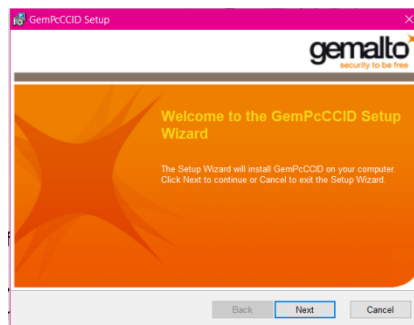 GemPcCCID Setup
gemalto
security to be free
Welcome to the GemPcCCID Setup
Wizard
The Setup Wizard will install GemPcCCID on your computer.
Click Next to continue or Cancel to exit the Setup Wizard.
Back Next Cancel